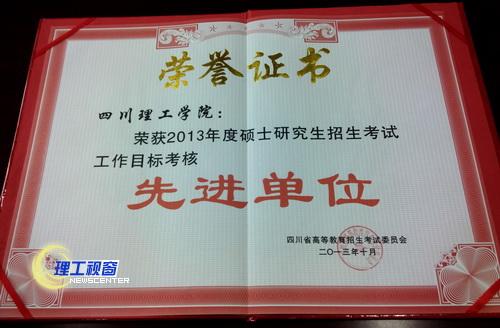 荣誉证书
四川理工学院：
荣获2013年度硕士研究生招生考试
工作目标考核
先进单位
四川省高等教育招生考试委员会
二〇一三年十月
理工视窗
NEWSCENTER